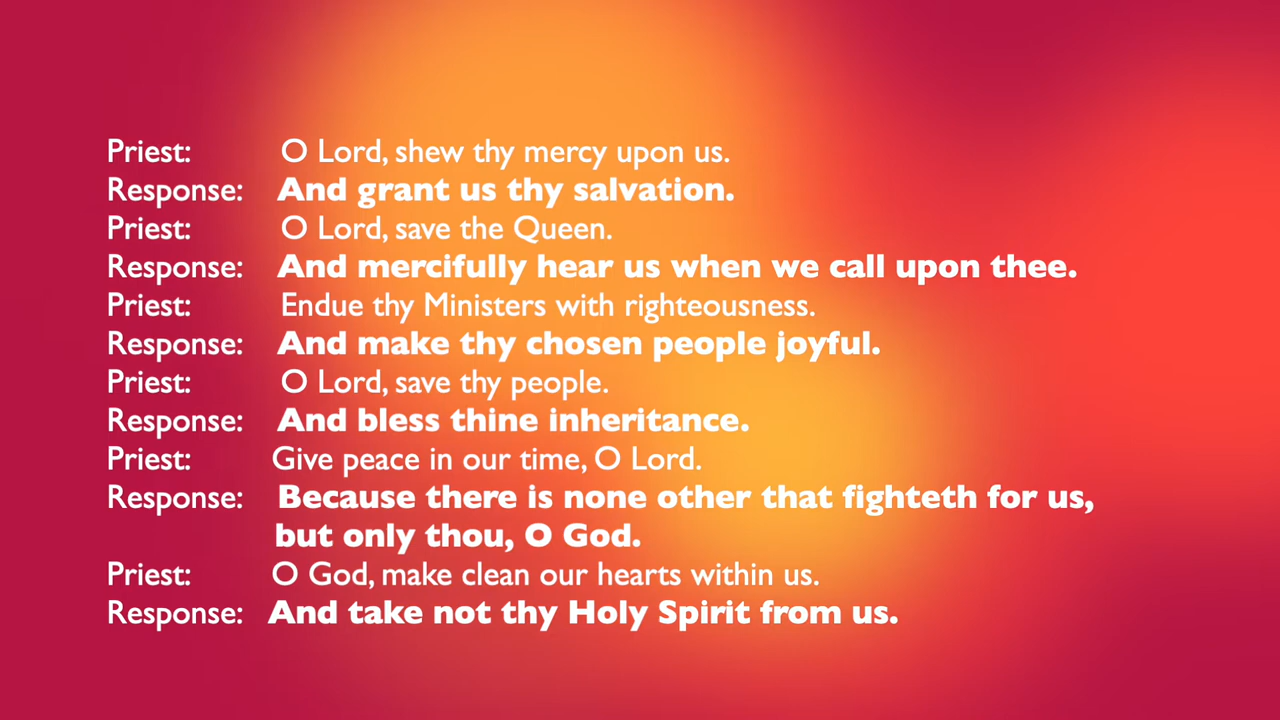 Priest: O Lord, shew thy mercy upon us.
Response: And grant us thy salvation.
Priest: O Lord, save the Queen.
Response: And mercifully hear us when we call upon thee.
Priest: Endue thy Ministers with righteousness.
Response: And make thy chosen people joyful.
Priest: O Lord, save thy people.
Response: And bless thine inheritance.
Priest: Give peace in our time, O Lord.
Response: Because there is none other that fighteth for us,
but only thou, O God.
Priest: O God, make clean our hearts within us.
Response: And take not thy Holy Spirit from us.